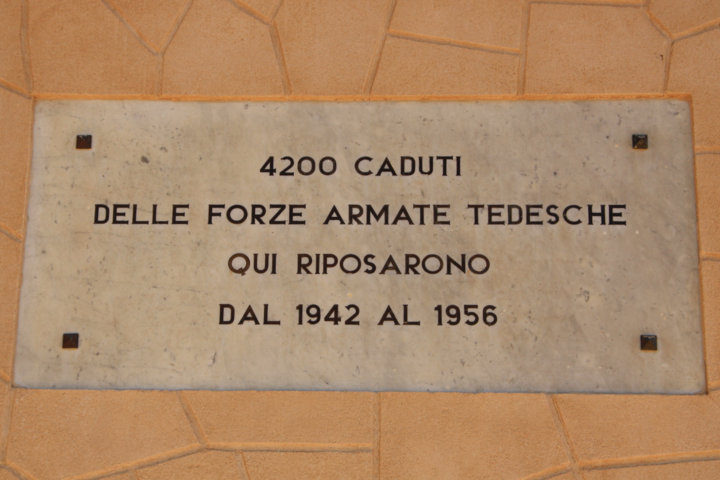 4200 CADUTI
DELLE FORZE ARMATE TEDESCHE
QUI RIPOSARONO
DAL 1942 AL 1956